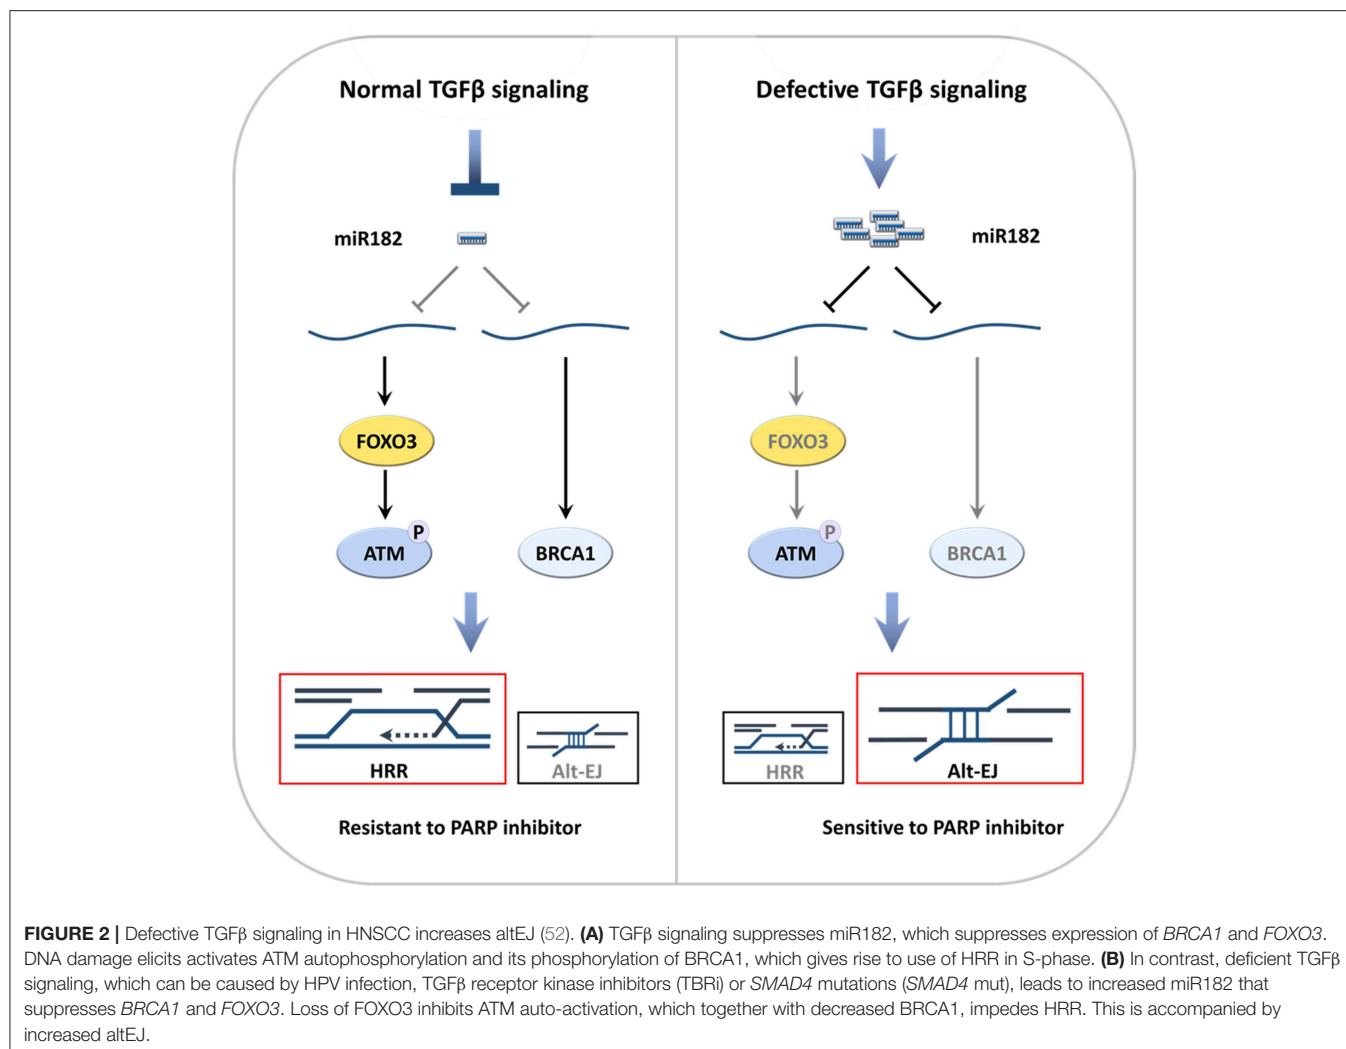 Normal TGFβ signaling
miR182
FOXO3
P
ATM
BRCA1
HRR
Alt-EJ
Resistant to PARP inhibitor
Defective TGFβ signaling
miR182
FOXO3
P
ATM
BRCA1
HRR
Alt-EJ
Sensitive to PARP inhibitor
FIGURE 2 | Defective TGFβ signaling in HNSCC increases altEJ (52). (A) TGFβ signaling suppresses miR182, which suppresses expression of BRCA1 and FOXO3.
DNA damage elicits activates ATM autophosphorylation and its phosphorylation of BRCA1, which gives rise to use of HRR in S-phase. (B) In contrast, deficient TGFβ
signaling, which can be caused by HPV infection, TGFβ receptor kinase inhibitors (TBRi) or SMAD4 mutations (SMAD4 mut), leads to increased miR182 that
suppresses BRCA1 and FOXO3. Loss of FOXO3 inhibits ATM auto-activation, which together with decreased BRCA1, impedes HRR. This is accompanied by
increased altEJ.